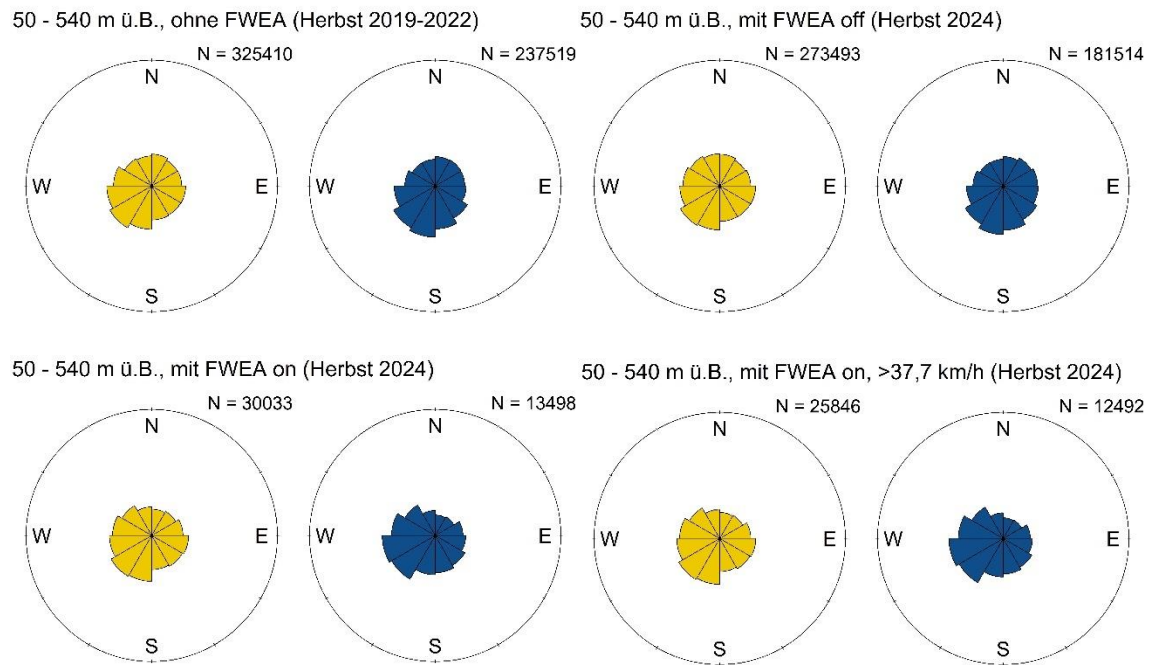 50 - 540 m ü.B., ohne FWEA (Herbst 2019-2022)
50 - 540 m ü.B., mit FWEA off (Herbst 2024)
N = 325410
N = 237519
N = 273493
N = 181514
N
N
N
N
W
E
W
E
W
E
W
E
S
S
S
S
50 - 540 m ü.B., mit FWEA on (Herbst 2024)
50 - 540 m ü.B., mit FWEA on, >37,7 km/h (Herbst 2024)
N = 30033
N = 13498
N = 25846
N = 12492
N
N
N
N
W
E
W
E
W
E
W
E
S
S
S
S